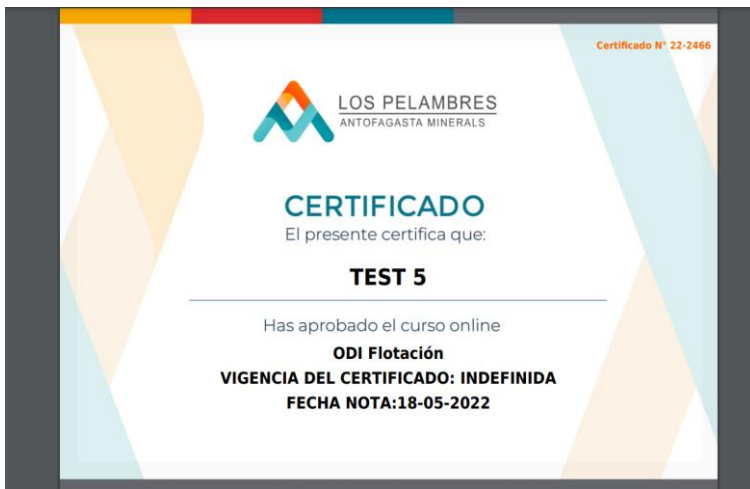 Certificado N° 22-2466
LOS PELAMBRES
ANTOFAGASTA MINERALS
CERTIFICADO
El presente certifica que:
TEST 5
Has aprobado el curso online
ODI Flotación
VIGENCIA DEL CERTIFICADO: INDEFINIDA
FECHA NOTA:18-05-2022